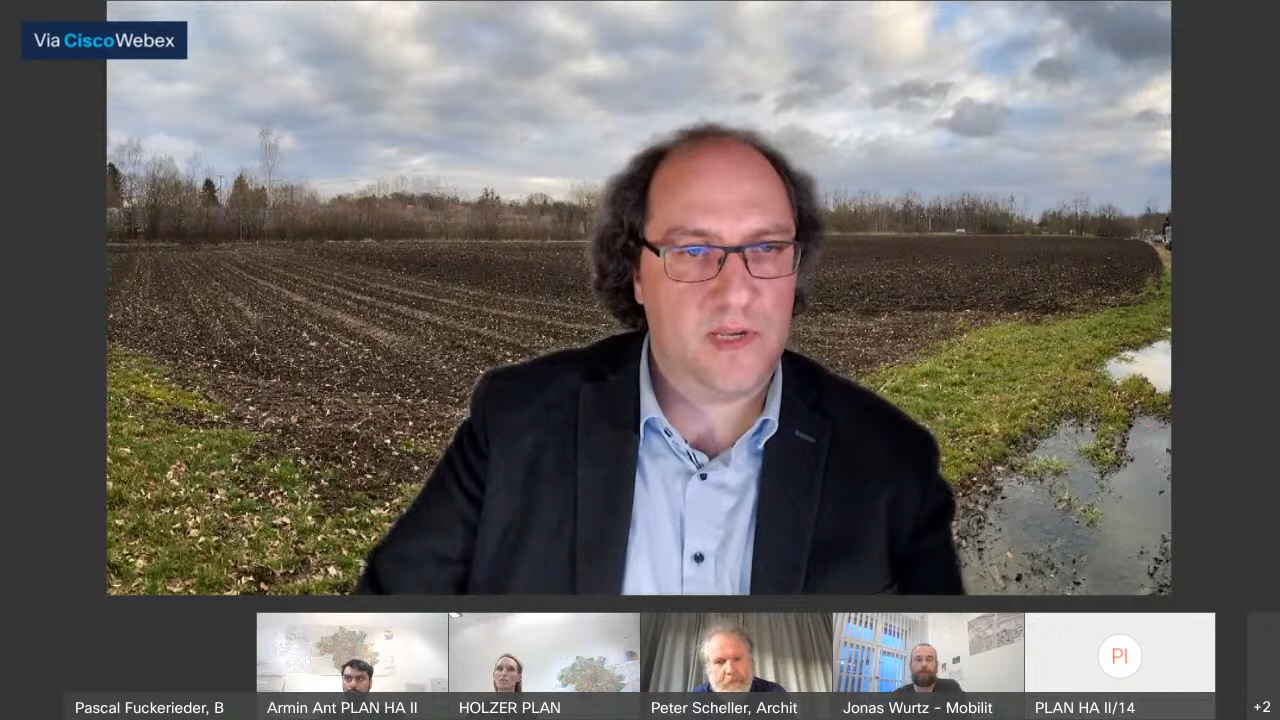 Via CiscoWebex
PI
Pascal Fuckerieder, B
Armin Ant PLAN HA II
HOLZER PLAN
Peter Scheller, Archit
Jonas Wurtz - Mobilit
PLAN HA II/14
+2